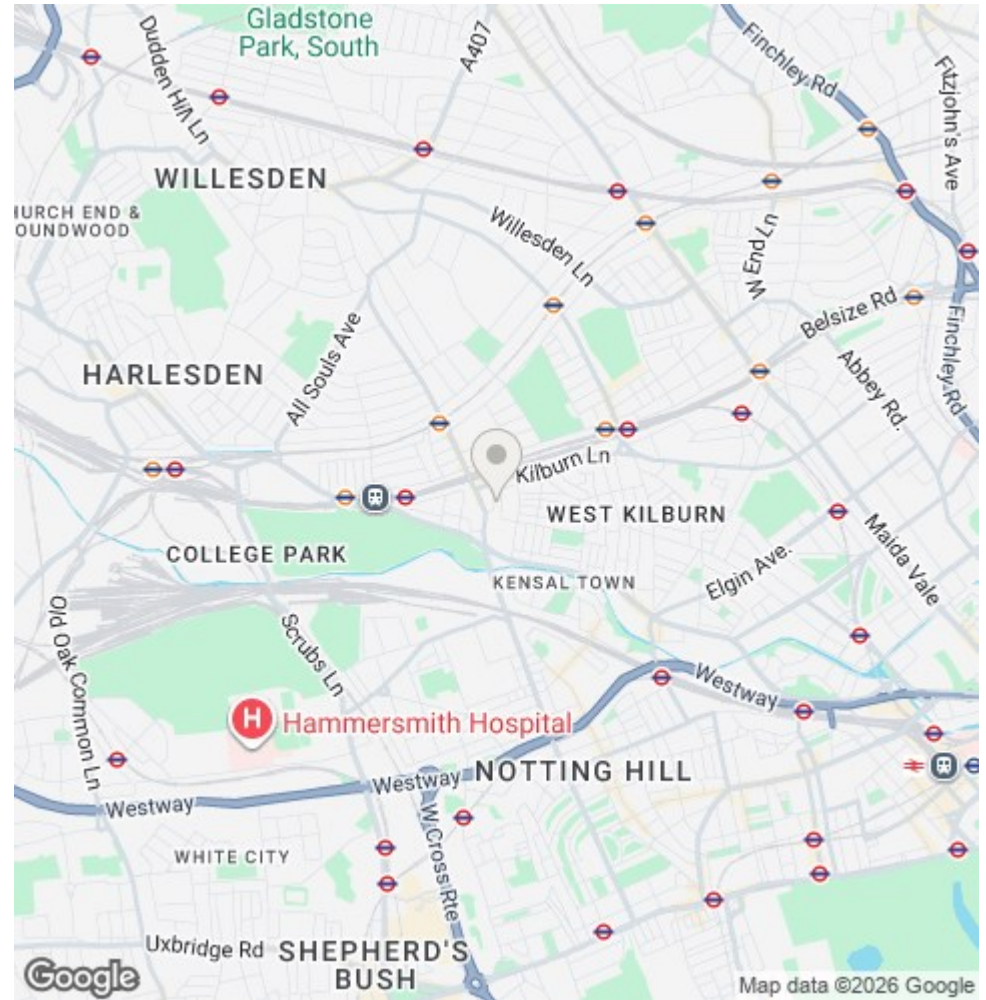 Gladstone
Park, South
Dudden Hill Ln
A407
Finchley Rd
Fitzjohn's Ave
WILLESDEN
HURCH END &
OUNDWOOD
Willesden Ln
W End Ln
Belsize Rd
Finchley Rd
All Souls Ave
HARLESDEN
Abbey Rd.
Kilburn Ln
WEST KILBURN
COLLEGE PARK
Maida Vale
KENSAL TOWN
Elgin Ave.
Old Oak Common Ln
Scrubs Ln
Westway
H Hammersmith Hospital
Westway
NOTTING HILL
Westway
W Cross Rte
WHITE CITY
Uxbridge Rd
SHEPHERD'S
BUSH
Google
Map data ©2026 Google